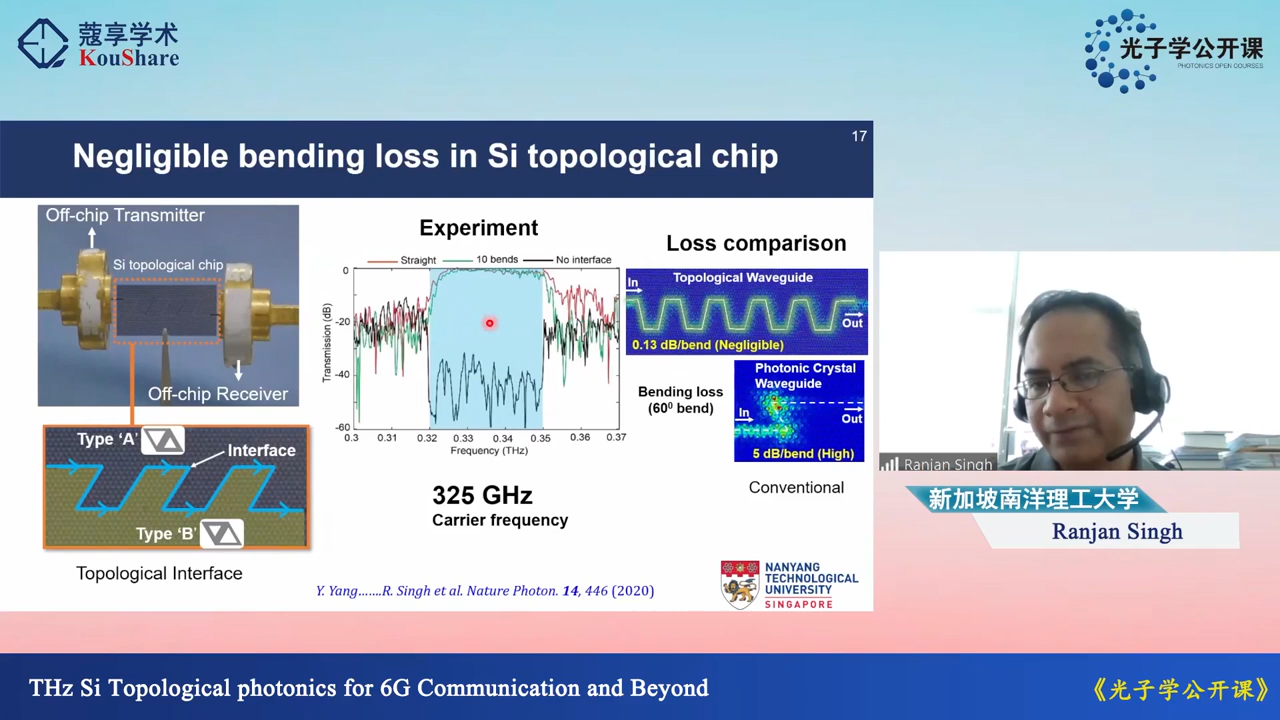 蔻享学术
KouShare
光子学公开课
PHOTONICS OPEN COURSES
17
Negligible bending loss in Si topological chip
Off-chip Transmitter
Si topological chip
Off-chip Receiver
Type ‘A’
Interface
Type ‘B’
Topological Interface
Experiment
Straight
10 bends
No interface
Transmission (dB)
0
-20
-40
-60
0.3
0.31
0.32
0.33
0.34
0.35
0.36
0.37
Frequency (THz)
325 GHz
Carrier frequency
Loss comparison
Topological Waveguide
In
Out
0.13 dB/bend (Negligible)
Bending loss
(60⁰ bend)
Photonic Crystal
Waveguide
In
Out
5 dB/bend (High)
Conventional
Y. Yang…….R. Singh et al. Nature Photon. 14, 446 (2020)
NANYANG
TECHNOLOGICAL
UNIVERSITY
SINGAPORE
Ranjan Singh
新加坡南洋理工大学
Ranjan Singh
THz Si Topological photonics for 6G Communication and Beyond
《光子学公开课》